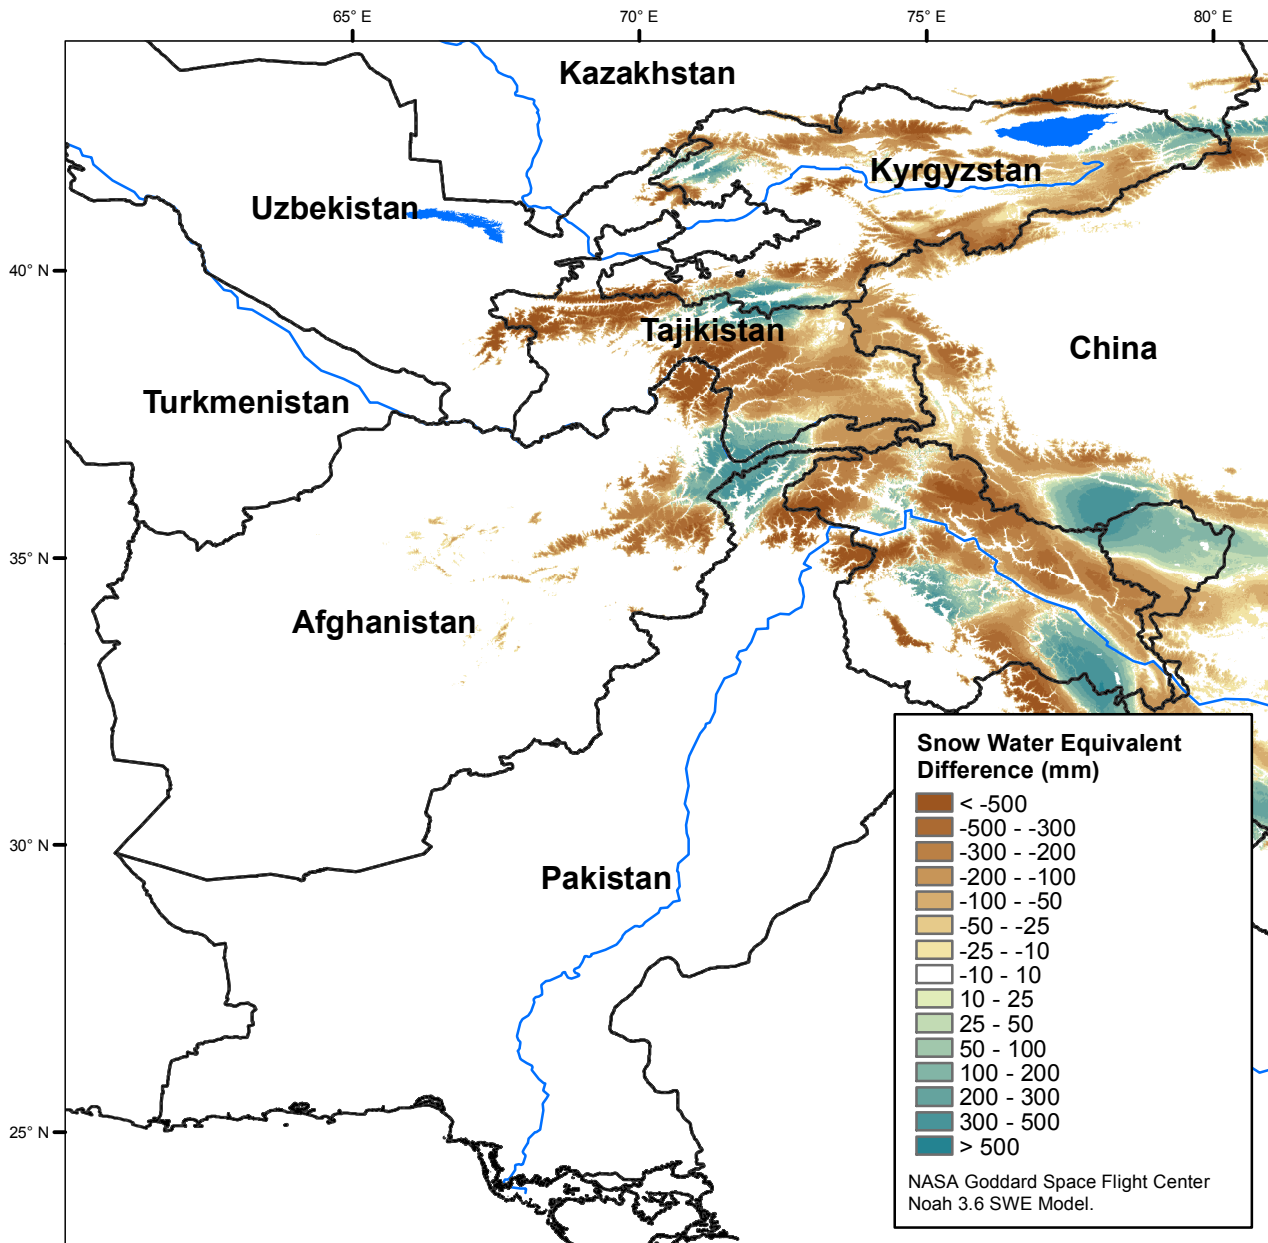 65° E
70° E
75° E
80° E
Kazakhstan
Kyrgyzstan
Uzbekistan
40° N
Tajikistan
China
Turkmenistan
35° N
Afghanistan
Snow Water Equivalent
Difference (mm)
< -500
-500 - -300
-300 - -200
-200 - -100
-100 - -50
-50 - -25
-25 - -10
-10 - 10
10 - 25
25 - 50
50 - 100
100 - 200
200 - 300
300 - 500
> 500
NASA Goddard Space Flight Center
Noah 3.6 SWE Model.
30° N
Pakistan
25° N